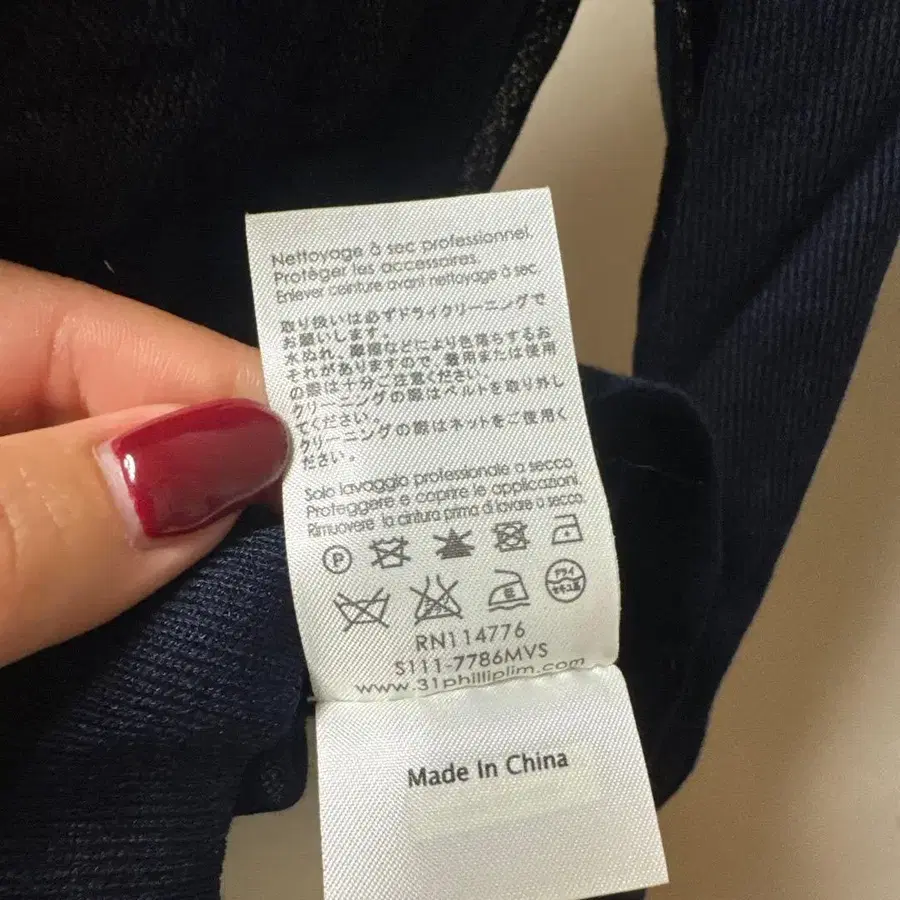 Nettoyage à sec professionnel.
Protéger les accessoires.
Enlever ceinture avant nettoyage à sec.
取り扱いは必ずドライクリーニングで
お願いします。
水ぬれ、摩擦などにより色落ちするお
それがありますので、着用または使用
の際は十分ご注意ください。
クリーニングの際はベルトを取り外し
てください。
クリーニングの際はネットをご使用く
ださい。
Solo lavaggio professionale a secco.
Proteggere e coprire le applicazioni.
Rimuovere la cintura prima di lavare a secco.
P
ドライ
セキユ系
RN114776
S111-7786MVS
www.31philliplim.com
Made In China